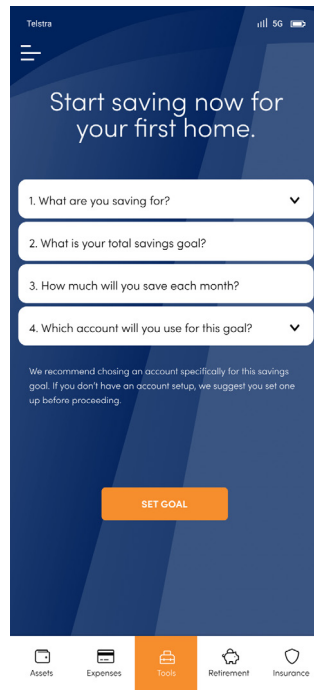 Telstra 5G
Start saving now for
your first home.
1. What are you saving for?
2. What is your total savings goal?
3. How much will you save each month?
4. Which account will you use for this goal?
We recommend chosing an account specifically for this savings
goal. If you don't have an account setup, we suggest you set one
up before proceeding.
SET GOAL
Assets Expenses Tools Retirement Insurance